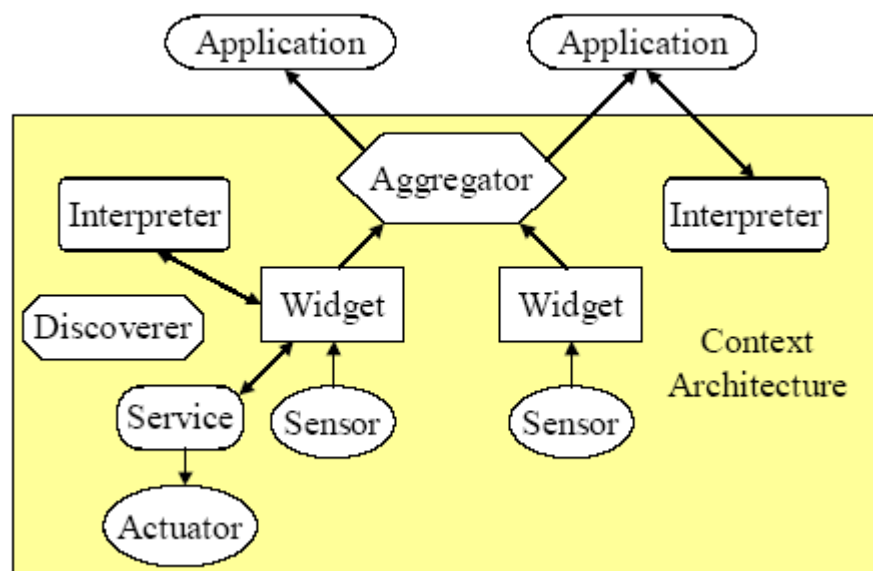 Application
Application
Aggregator
Interpreter
Interpreter
Widget
Widget
Discoverer
Context
Architecture
Service
Sensor
Sensor
Actuator